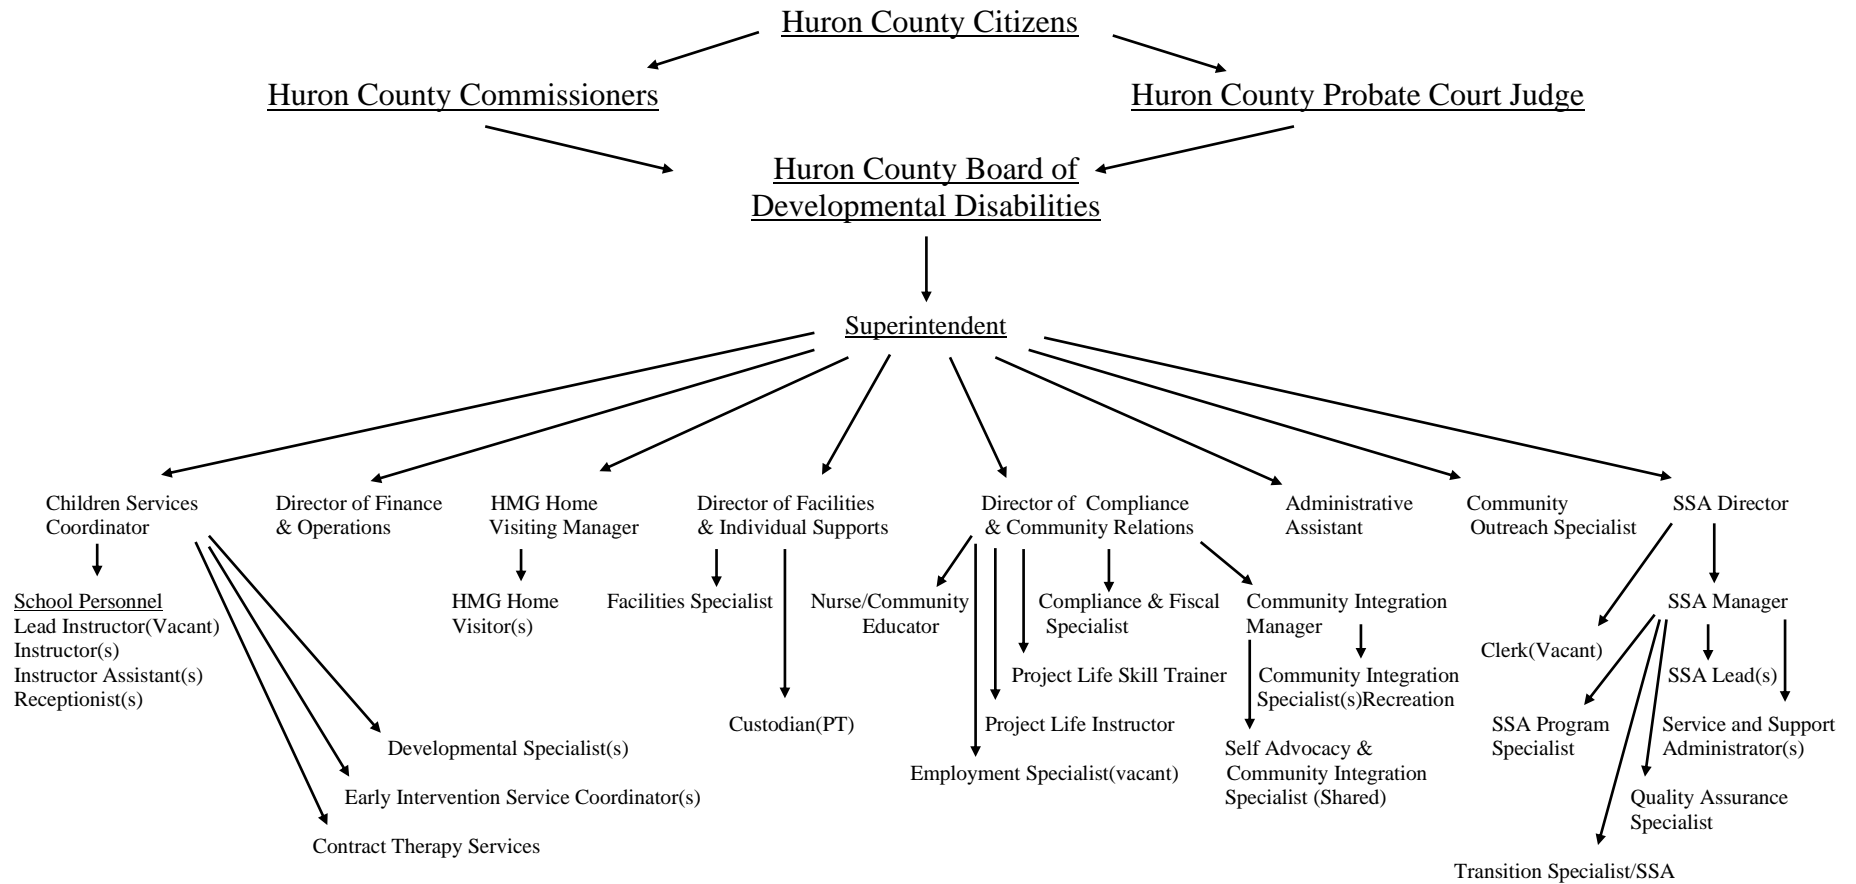 Huron County Citizens
Huron County Commissioners
Huron County Probate Court Judge
Huron County Board of
Developmental Disabilities
Superintendent
Children Services
Coordinator
Director of Finance
& Operations
HMG Home
Visiting Manager
Director of Facilities
& Individual Supports
Director of Compliance
& Community Relations
Administrative
Assistant
Community
Outreach Specialist
SSA Director
School Personnel
Lead Instructor(Vacant)
Instructor(s)
Instructor Assistant(s)
Receptionist(s)
HMG Home
Visitor(s)
Facilities Specialist
Nurse/Community
Educator
Compliance & Fiscal
Specialist
Community Integration
Manager
SSA Manager
Clerk(Vacant)
Project Life Skill Trainer
Community Integration
Specialist(s)Recreation
SSA Lead(s)
Custodian(PT)
Project Life Instructor
SSA Program
Specialist
Service and Support
Administrator(s)
Developmental Specialist(s)
Employment Specialist(vacant)
Self Advocacy &
Community Integration
Specialist (Shared)
Early Intervention Service Coordinator(s)
Quality Assurance
Specialist
Contract Therapy Services
Transition Specialist/SSA